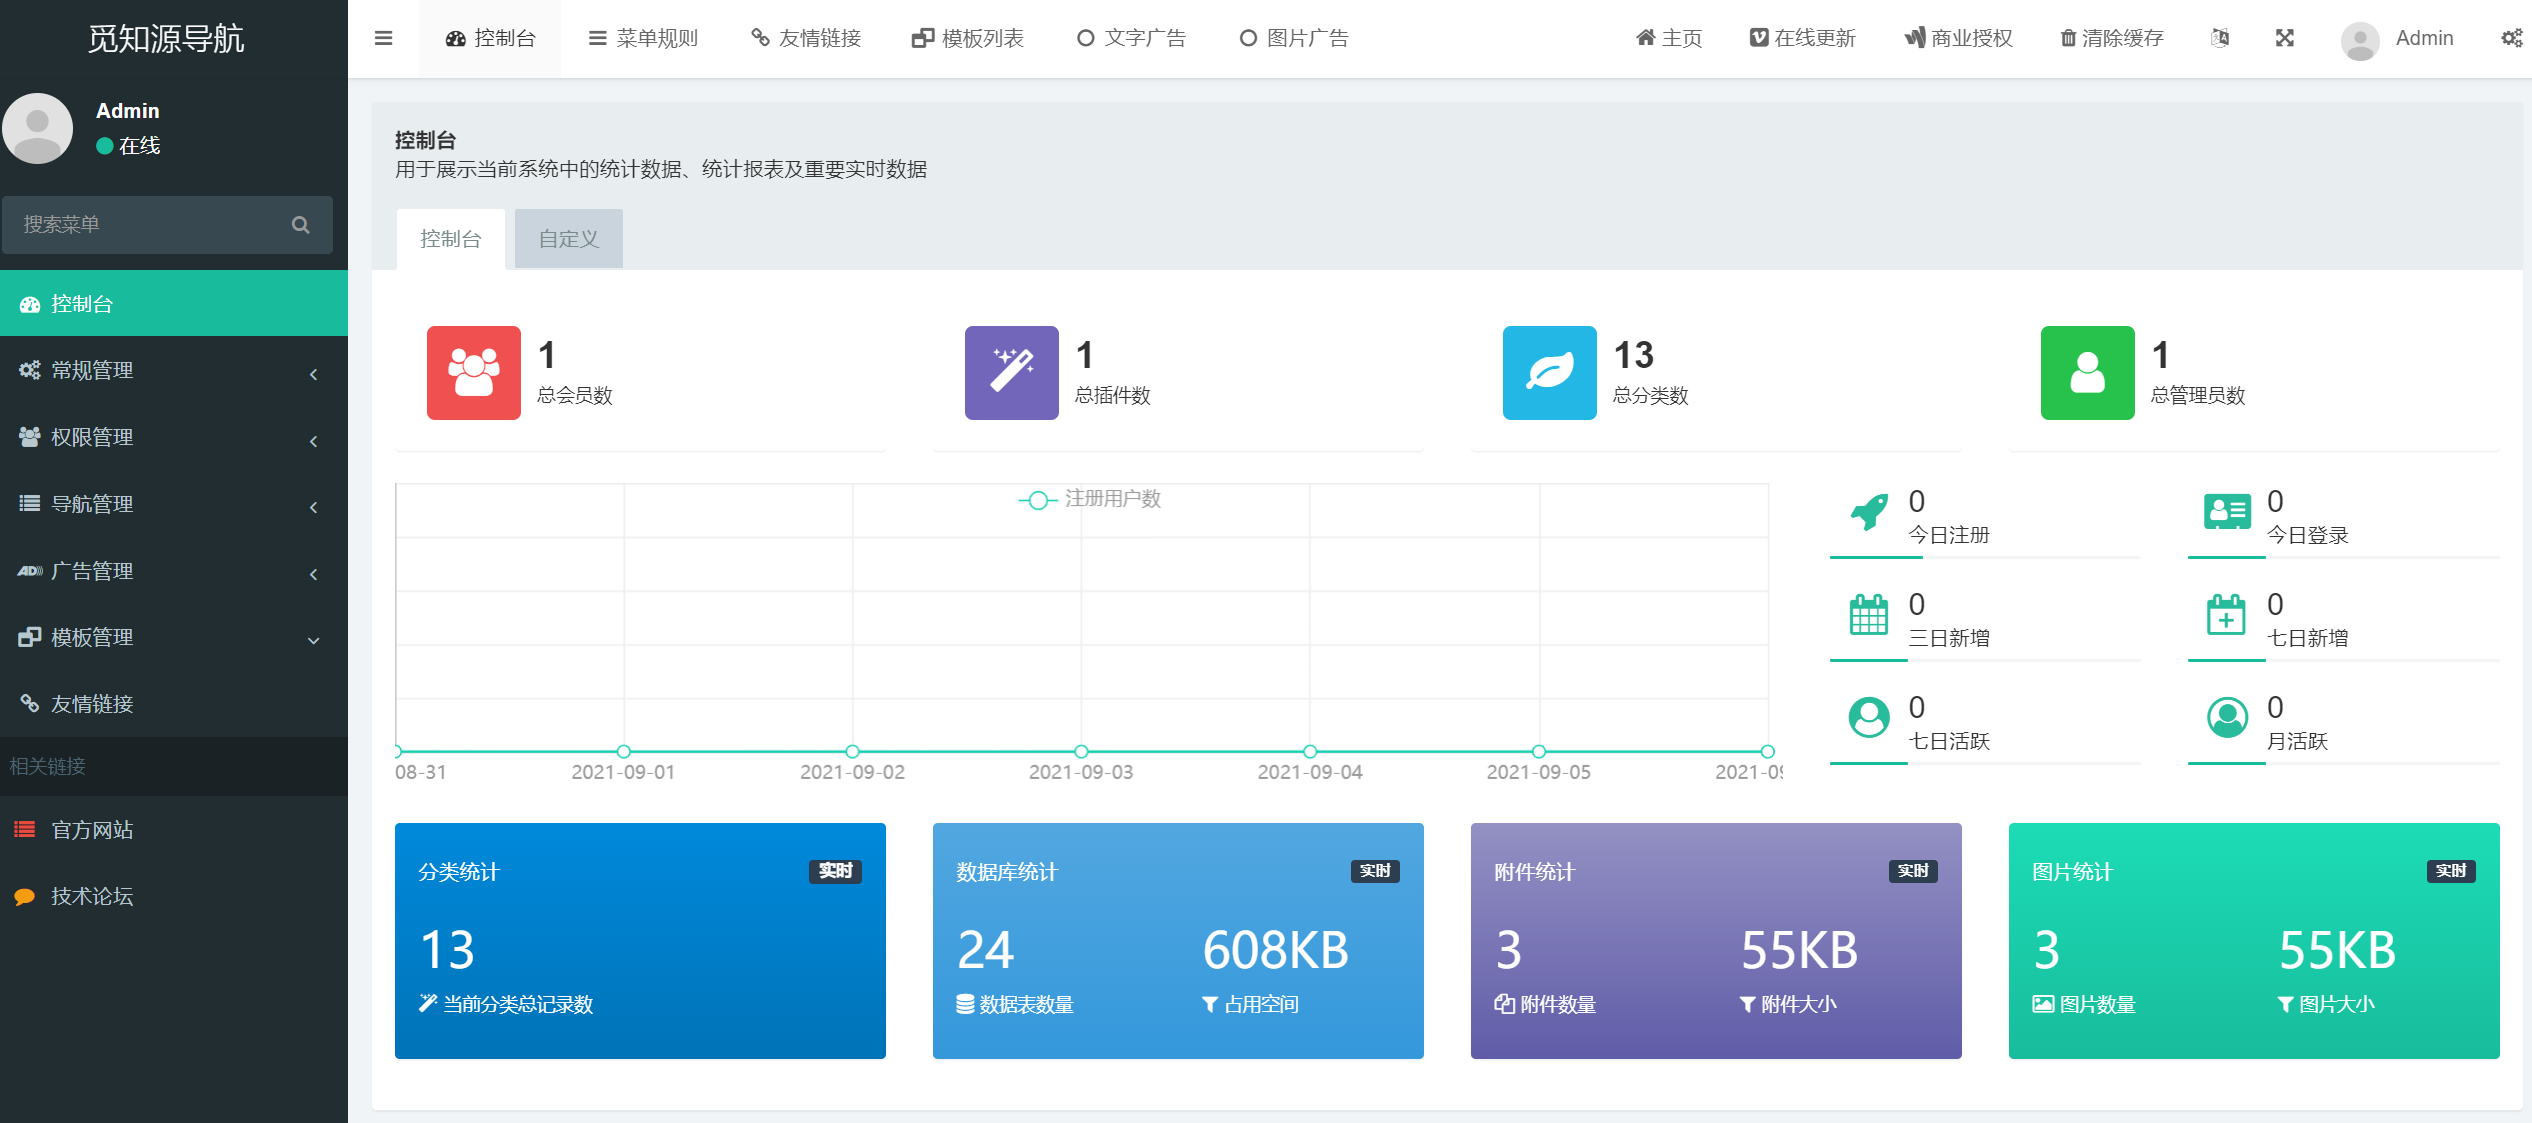 觅知源导航
控制台
菜单规则
友情链接
模板列表
文字广告
图片广告
主页
在线更新
商业授权
清除缓存
Admin
Admin
在线
搜索菜单
控制台
常规管理
权限管理
导航管理
广告管理
模板管理
友情链接
相关链接
官方网站
技术论坛
控制台
用于展示当前系统中的统计数据、统计报表及重要实时数据
控制台
自定义
1
总会员数
1
总插件数
13
总分类数
1
总管理员数
注册用户数
08-31
2021-09-01
2021-09-02
2021-09-03
2021-09-04
2021-09-05
2021-09
0
今日注册
0
今日登录
0
三日新增
0
七日新增
0
七日活跃
0
月活跃
分类统计
实时
13
当前分类总记录数
数据库统计
实时
24
608KB
数据表数量
占用空间
附件统计
实时
3
55KB
附件数量
附件大小
图片统计
实时
3
55KB
图片数量
图片大小